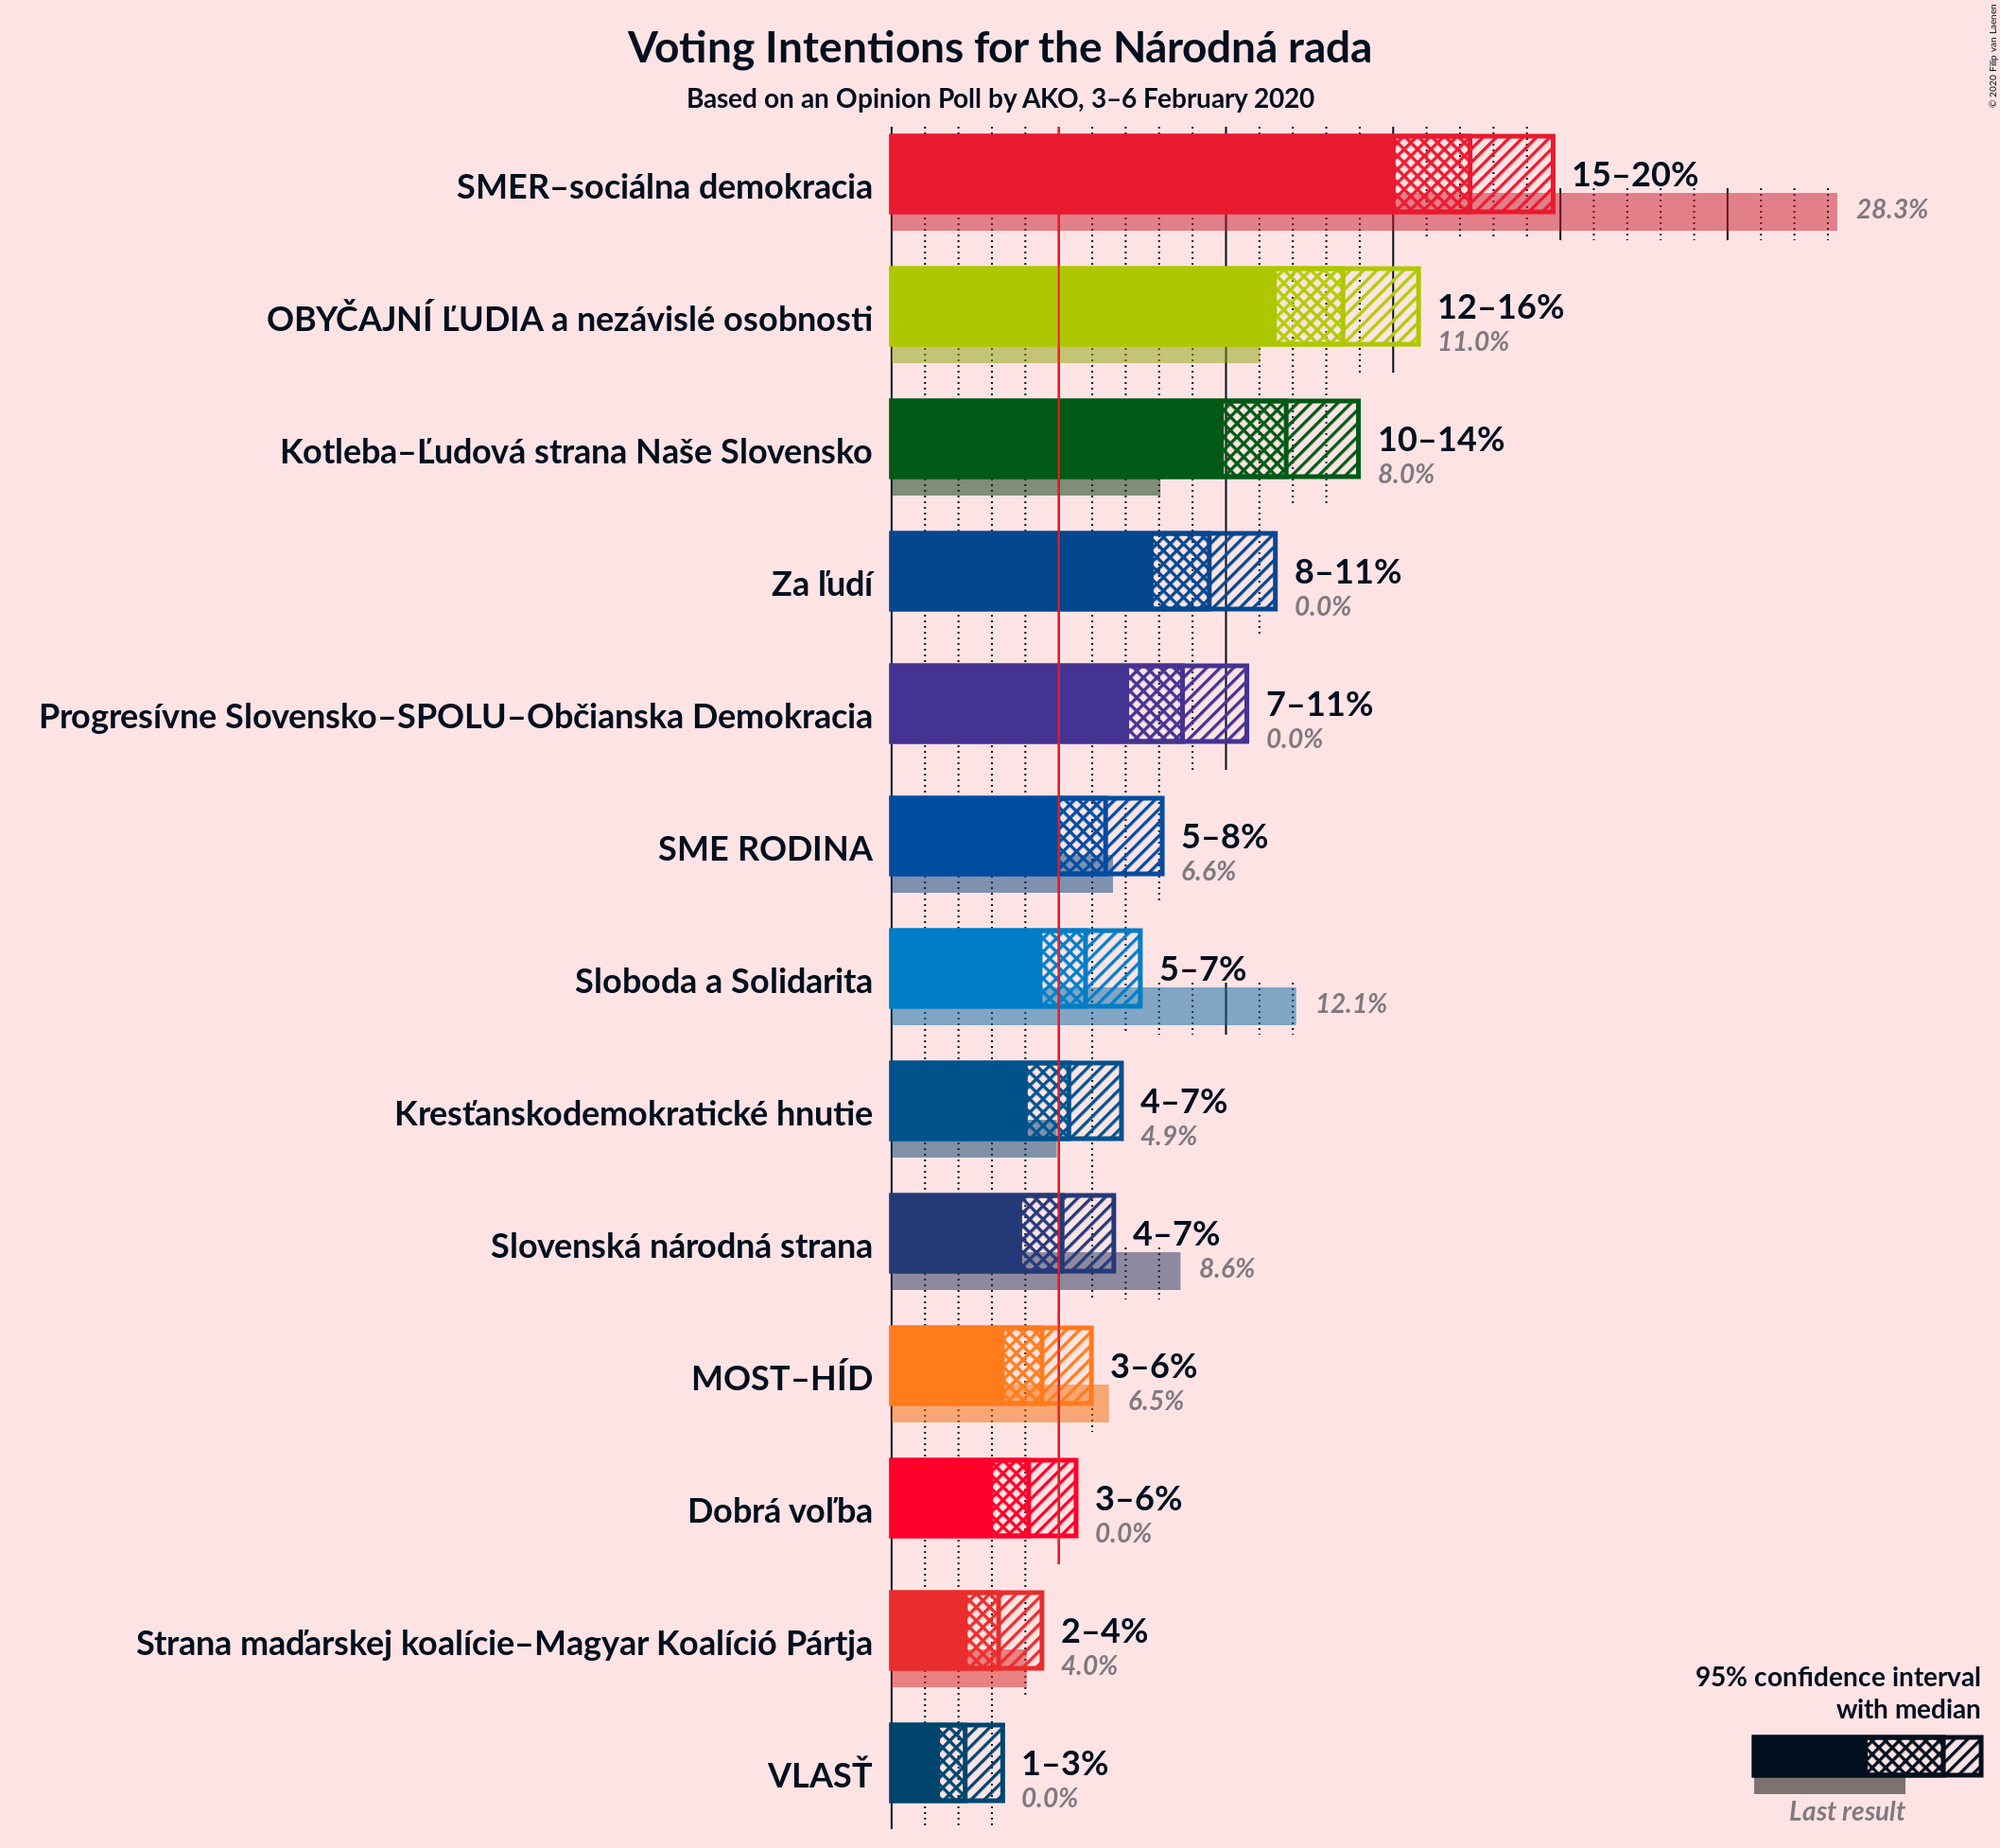 Voting Intentions for the Národná rada
Based on an Opinion Poll by AKO, 3–6 February 2020
© 2020 Filip van Laenen
SMER–sociálna demokracia
15–20%
28.3%
OBYČAJNÍ ĽUDIA a nezávislé osobnosti
12–16%
11.0%
Kotleba–Ľudová strana Naše Slovensko
10–14%
8.0%
Za ľudí
8–11%
0.0%
Progresívne Slovensko–SPOLU–Občianska Demokracia
7–11%
0.0%
SME RODINA
5–8%
6.6%
Sloboda a Solidarita
5–7%
12.1%
Kresťanskodemokratické hnutie
4–7%
4.9%
Slovenská národná strana
4–7%
8.6%
MOST–HÍD
3–6%
6.5%
Dobrá voľba
3–6%
0.0%
Strana maďarskej koalície–Magyar Koalíció Pártja
2–4%
4.0%
VLASŤ
1–3%
0.0%
95% confidence interval
with median
Last result